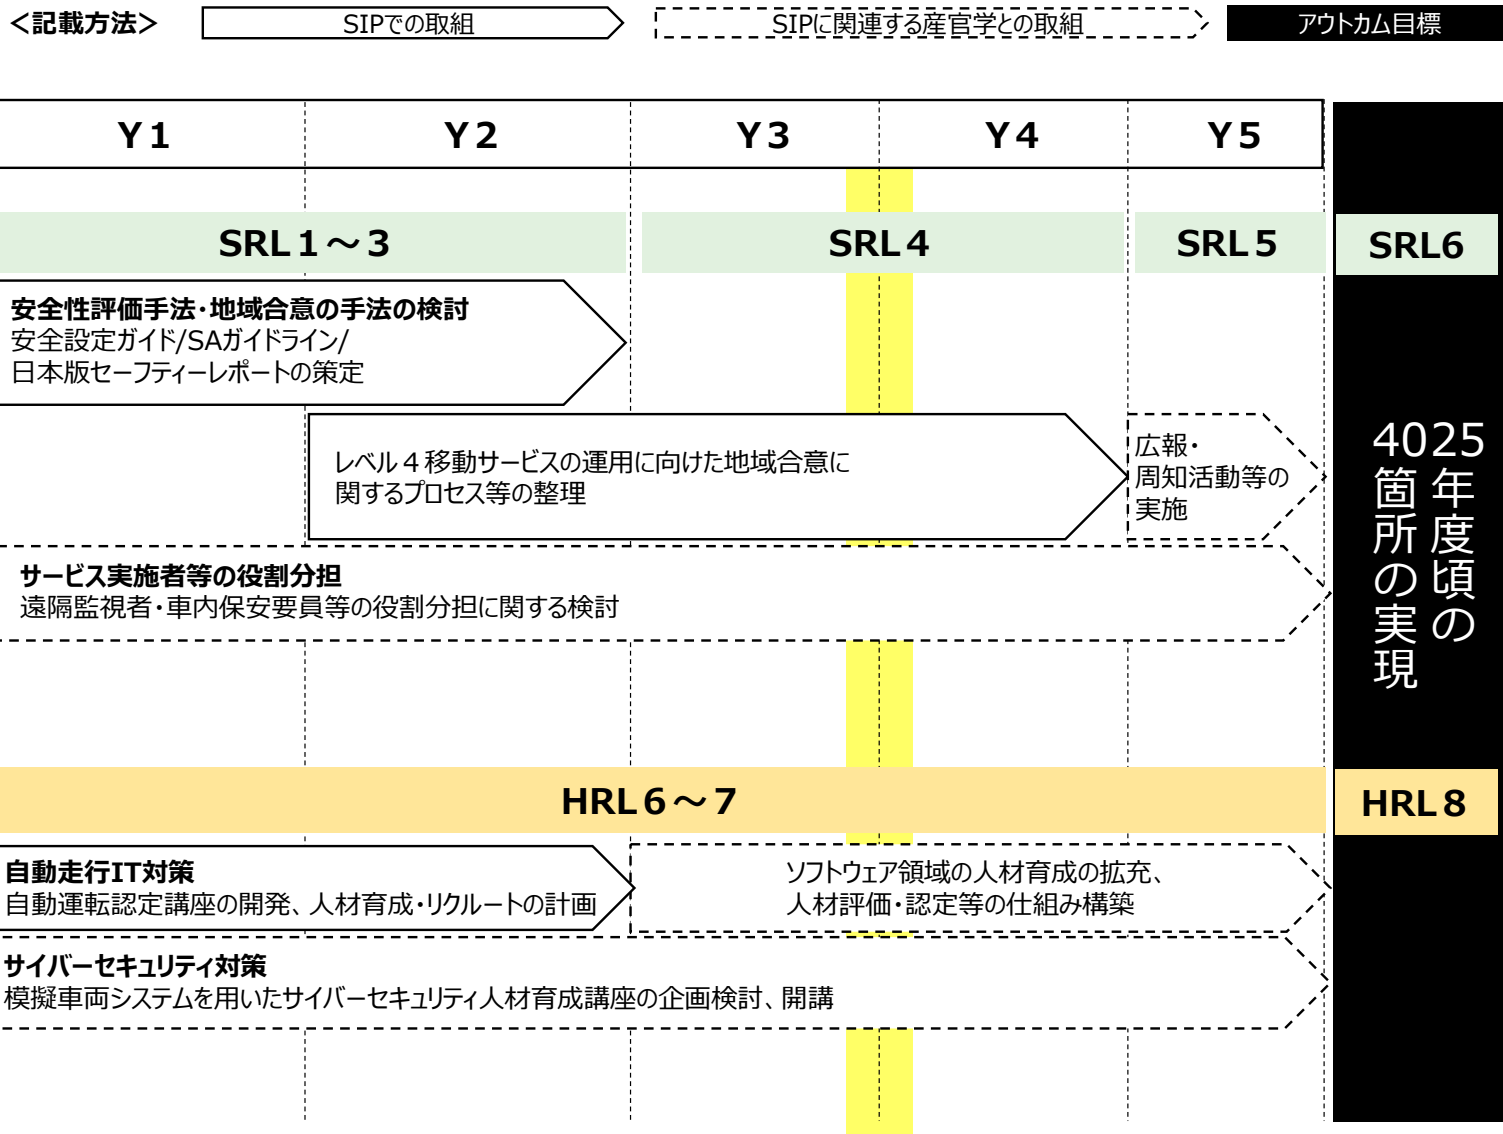 ＜記載方法＞
SIPでの取組
SIPに関連する産官学との取組
アウトカム目標
Y1
Y2
Y3
Y4
Y5
SRL1～3
SRL4
SRL5
SRL6
安全性評価手法・地域合意の手法の検討
安全設定ガイド/SAガイドライン/
日本版セーフティーレポートの策定
レベル４移動サービスの運用に向けた地域合意に
関するプロセス等の整理
広報・
周知活動等の
実施
サービス実施者等の役割分担
遠隔監視者・車内保安要員等の役割分担に関する検討
25年度頃の
40箇所の実現
HRL6～7
HRL8
自動走行IT対策
自動運転認定講座の開発、人材育成・リクルートの計画
ソフトウェア領域の人材育成の拡充、
人材評価・認定等の仕組み構築
サイバーセキュリティ対策
模擬車両システムを用いたサイバーセキュリティ人材育成講座の企画検討、開講